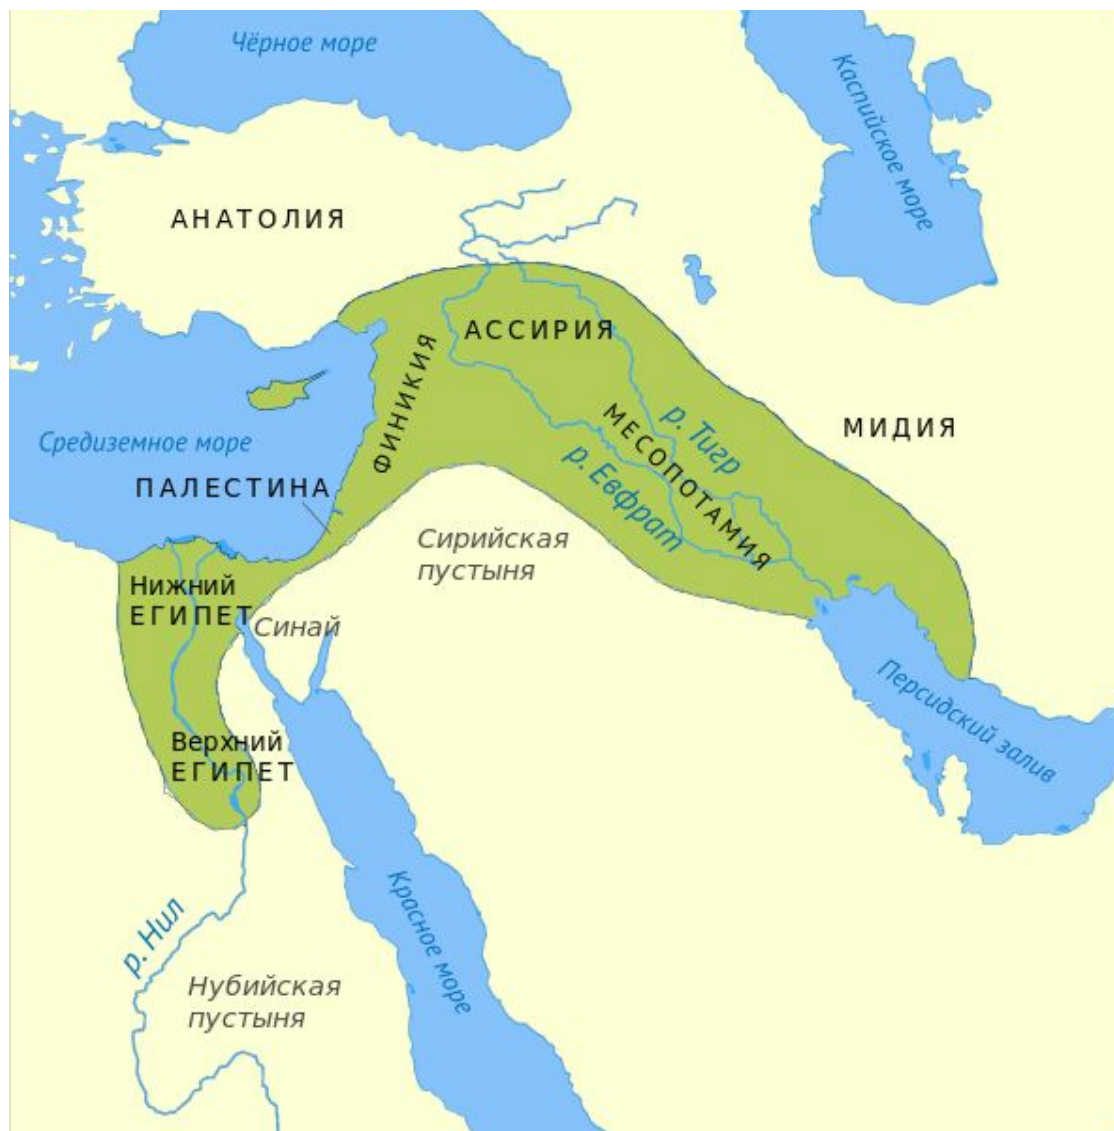 Чёрное море
Каспийское море
АНАТОЛИЯ
АССИРИЯ
ФИНИКИЯ
р. Тигр
МЕСОПОТАМИЯ
МИДИЯ
Средиземное море
р. Евфрат
ПАЛЕСТИНА
Сирийская
пустыня
Нижний
ЕГИПЕТ
Синай
Персидский залив
Верхний
ЕГИПЕТ
р. Нил
Красное море
Нубийская
пустыня